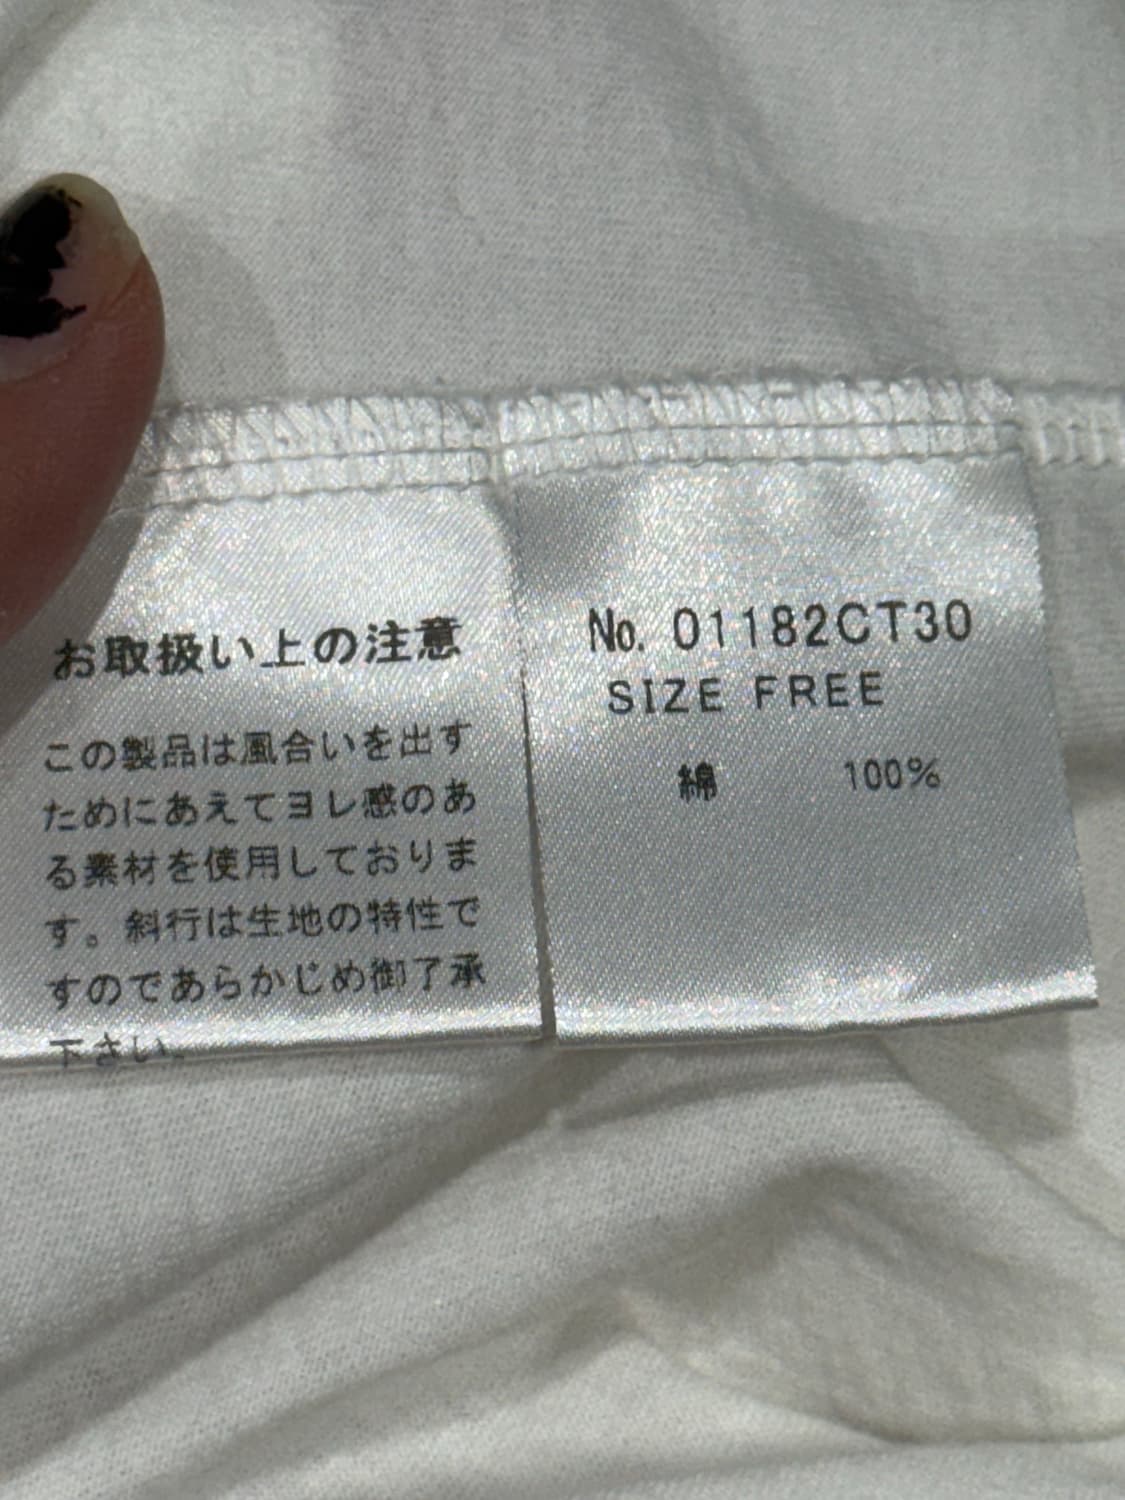 お取扱い上の注意
この製品は風合いを出す
ためにあえてヨレ感のあ
る素材を使用しておりま
す。斜行は生地の特性で
すのであらかじめ御了承
下さい。
No. 01182CT30
SIZE FREE
綿 100%